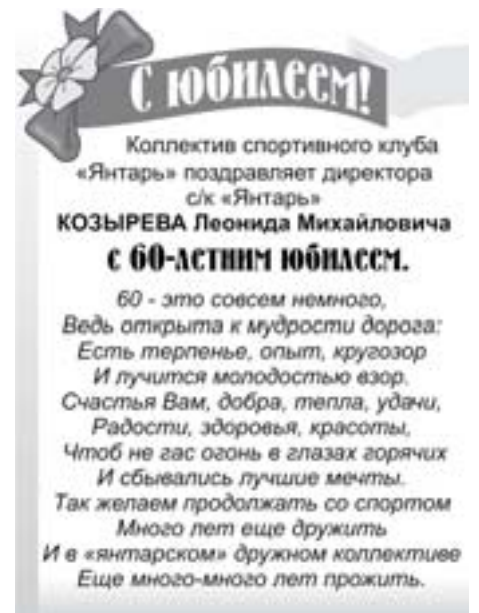 С юбилеем!
Коллектив спортивного клуба
«Янтарь» поздравляет директора
с/к «Янтарь»
КОЗЫРЕВА Леонида Михайловича
с 60-летним юбилеем.
60 - это совсем немного,
Ведь открыта к мудрости дорога:
Есть терпенье, опыт, кругозор
И лучится молодостью взор.
Счастья Вам, добра, тепла, удачи,
Радости, здоровья, красоты,
Чтоб не гас огонь в глазах горячих
И сбывались лучшие мечты.
Так желаем продолжать со спортом
Много лет еще дружить
И в «янтарском» дружном коллективе
Еще много-много лет прожить.